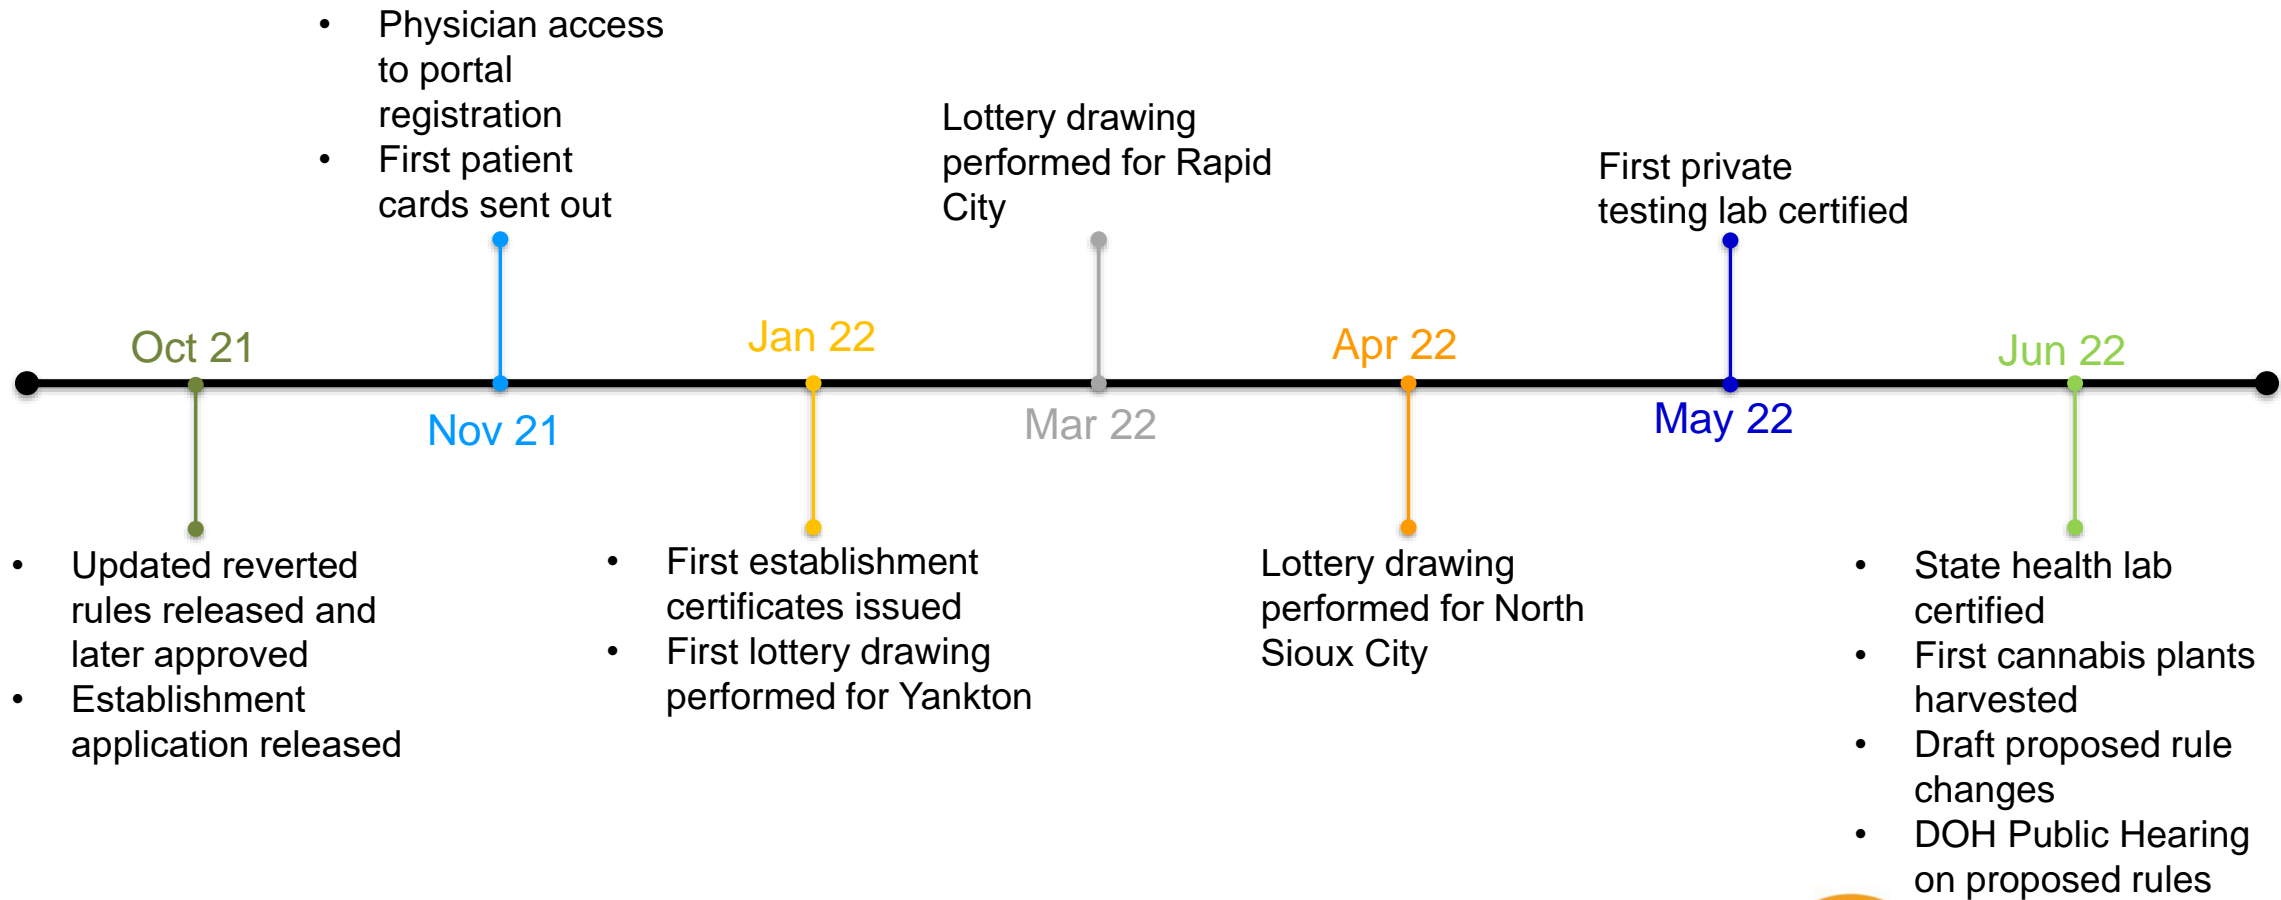 • Physician access
to portal
registration
• First patient
cards sent out
Lottery drawing
performed for Rapid
City
First private
testing lab certified
Oct 21
Nov 21
Jan 22
Mar 22
Apr 22
May 22
Jun 22
• Updated reverted
rules released and
later approved
• Establishment
application released
• First establishment
certificates issued
• First lottery drawing
performed for Yankton
Lottery drawing
performed for North
Sioux City
• State health lab
certified
• First cannabis plants
harvested
• Draft proposed rule
changes
• DOH Public Hearing
on proposed rules